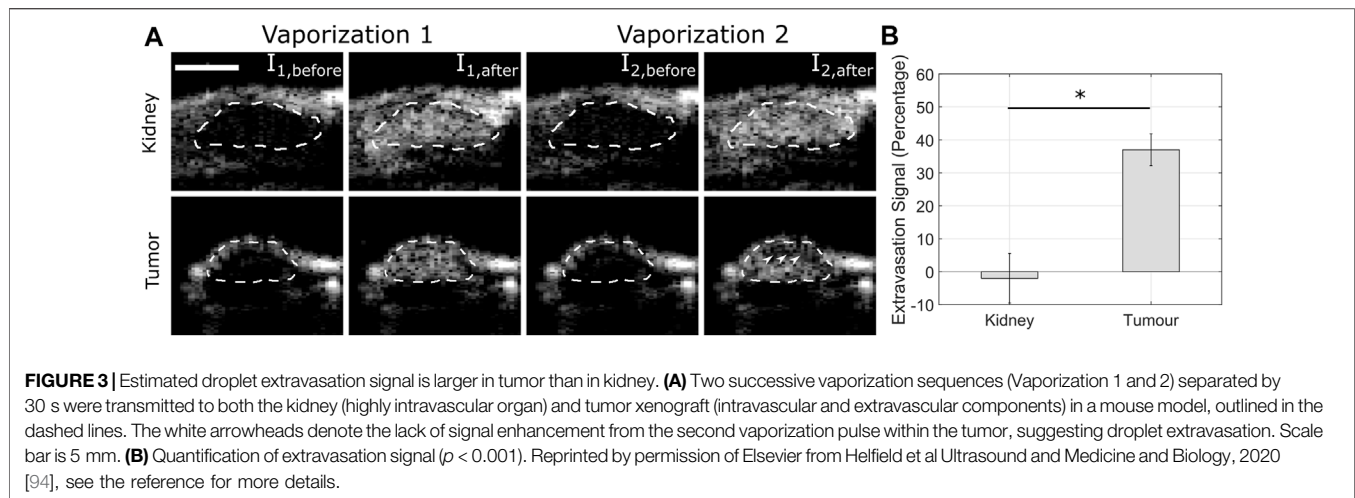 A Vaporization 1 Vaporization 2 B
I1,before I1,after I2,before I2,after
Kidney
Tumor
Extravasation Signal (Percentage)
60
50
40
30
20
10
0
-10
*
Kidney Tumour
FIGURE 3 | Estimated droplet extravasation signal is larger in tumor than in kidney. (A) Two successive vaporization sequences (Vaporization 1 and 2) separated by
30 s were transmitted to both the kidney (highly intravascular organ) and tumor xenograft (intravascular and extravascular components) in a mouse model, outlined in the
dashed lines. The white arrowheads denote the lack of signal enhancement from the second vaporization pulse within the tumor, suggesting droplet extravasation. Scale
bar is 5 mm. (B) Quantification of extravasation signal (p < 0.001). Reprinted by permission of Elsevier from Helfield et al Ultrasound and Medicine and Biology, 2020
[94], see the reference for more details.